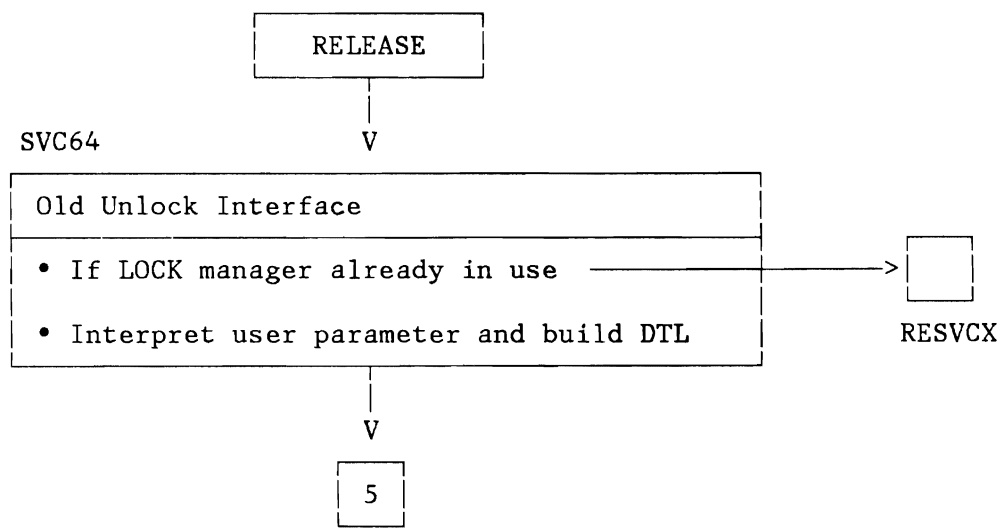 RELEASE
V
SVC64
Old Unlock Interface
• If LOCK manager already in use ->
RESVCX
• Interpret user parameter and build DTL
V
5